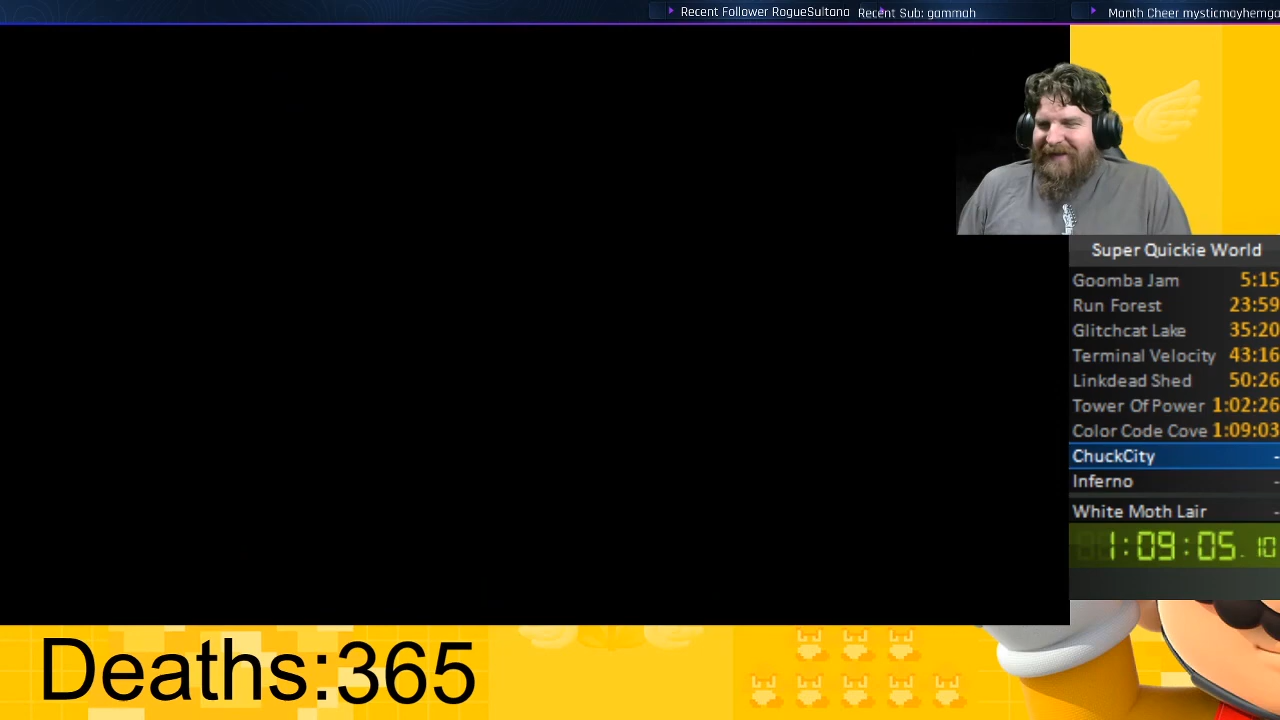 Recent Follower RogueSultana
Recent Sub: gammah
Month Cheer mysticmayhemga
Super Quickie World
Goomba Jam 5:15
Run Forest 23:59
Glitchcat Lake 35:20
Terminal Velocity 43:16
Linkdead Shed 50:26
Tower Of Power 1:02:26
Color Code Cove 1:09:03
ChuckCity -
Inferno -
White Moth Lair -
1:09:05.10
Deaths:365